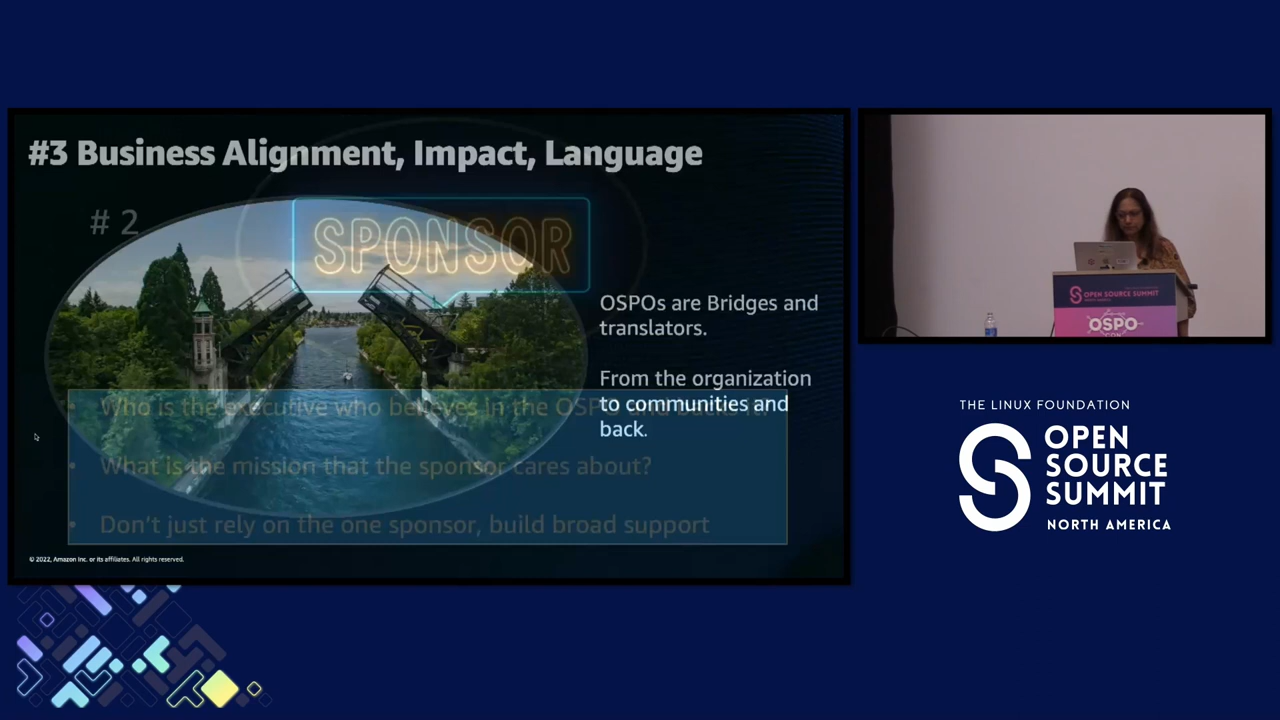 #3 Business Alignment, Impact, Language
# 2
SPONSOR
OSPOs are Bridges and
translators.
From the organization
to communities and
back.
• Who is the executive who believes in the OSPO
• What is the mission that the sponsor cares about?
• Don't just rely on the one sponsor, build broad support
© 2022, Amazon Inc. or its affiliates. All rights reserved.
OPEN SOURCE SUMMIT
OSPO
CON
THE LINUX FOUNDATION
OPEN
SOURCE
SUMMIT
NORTH AMERICA